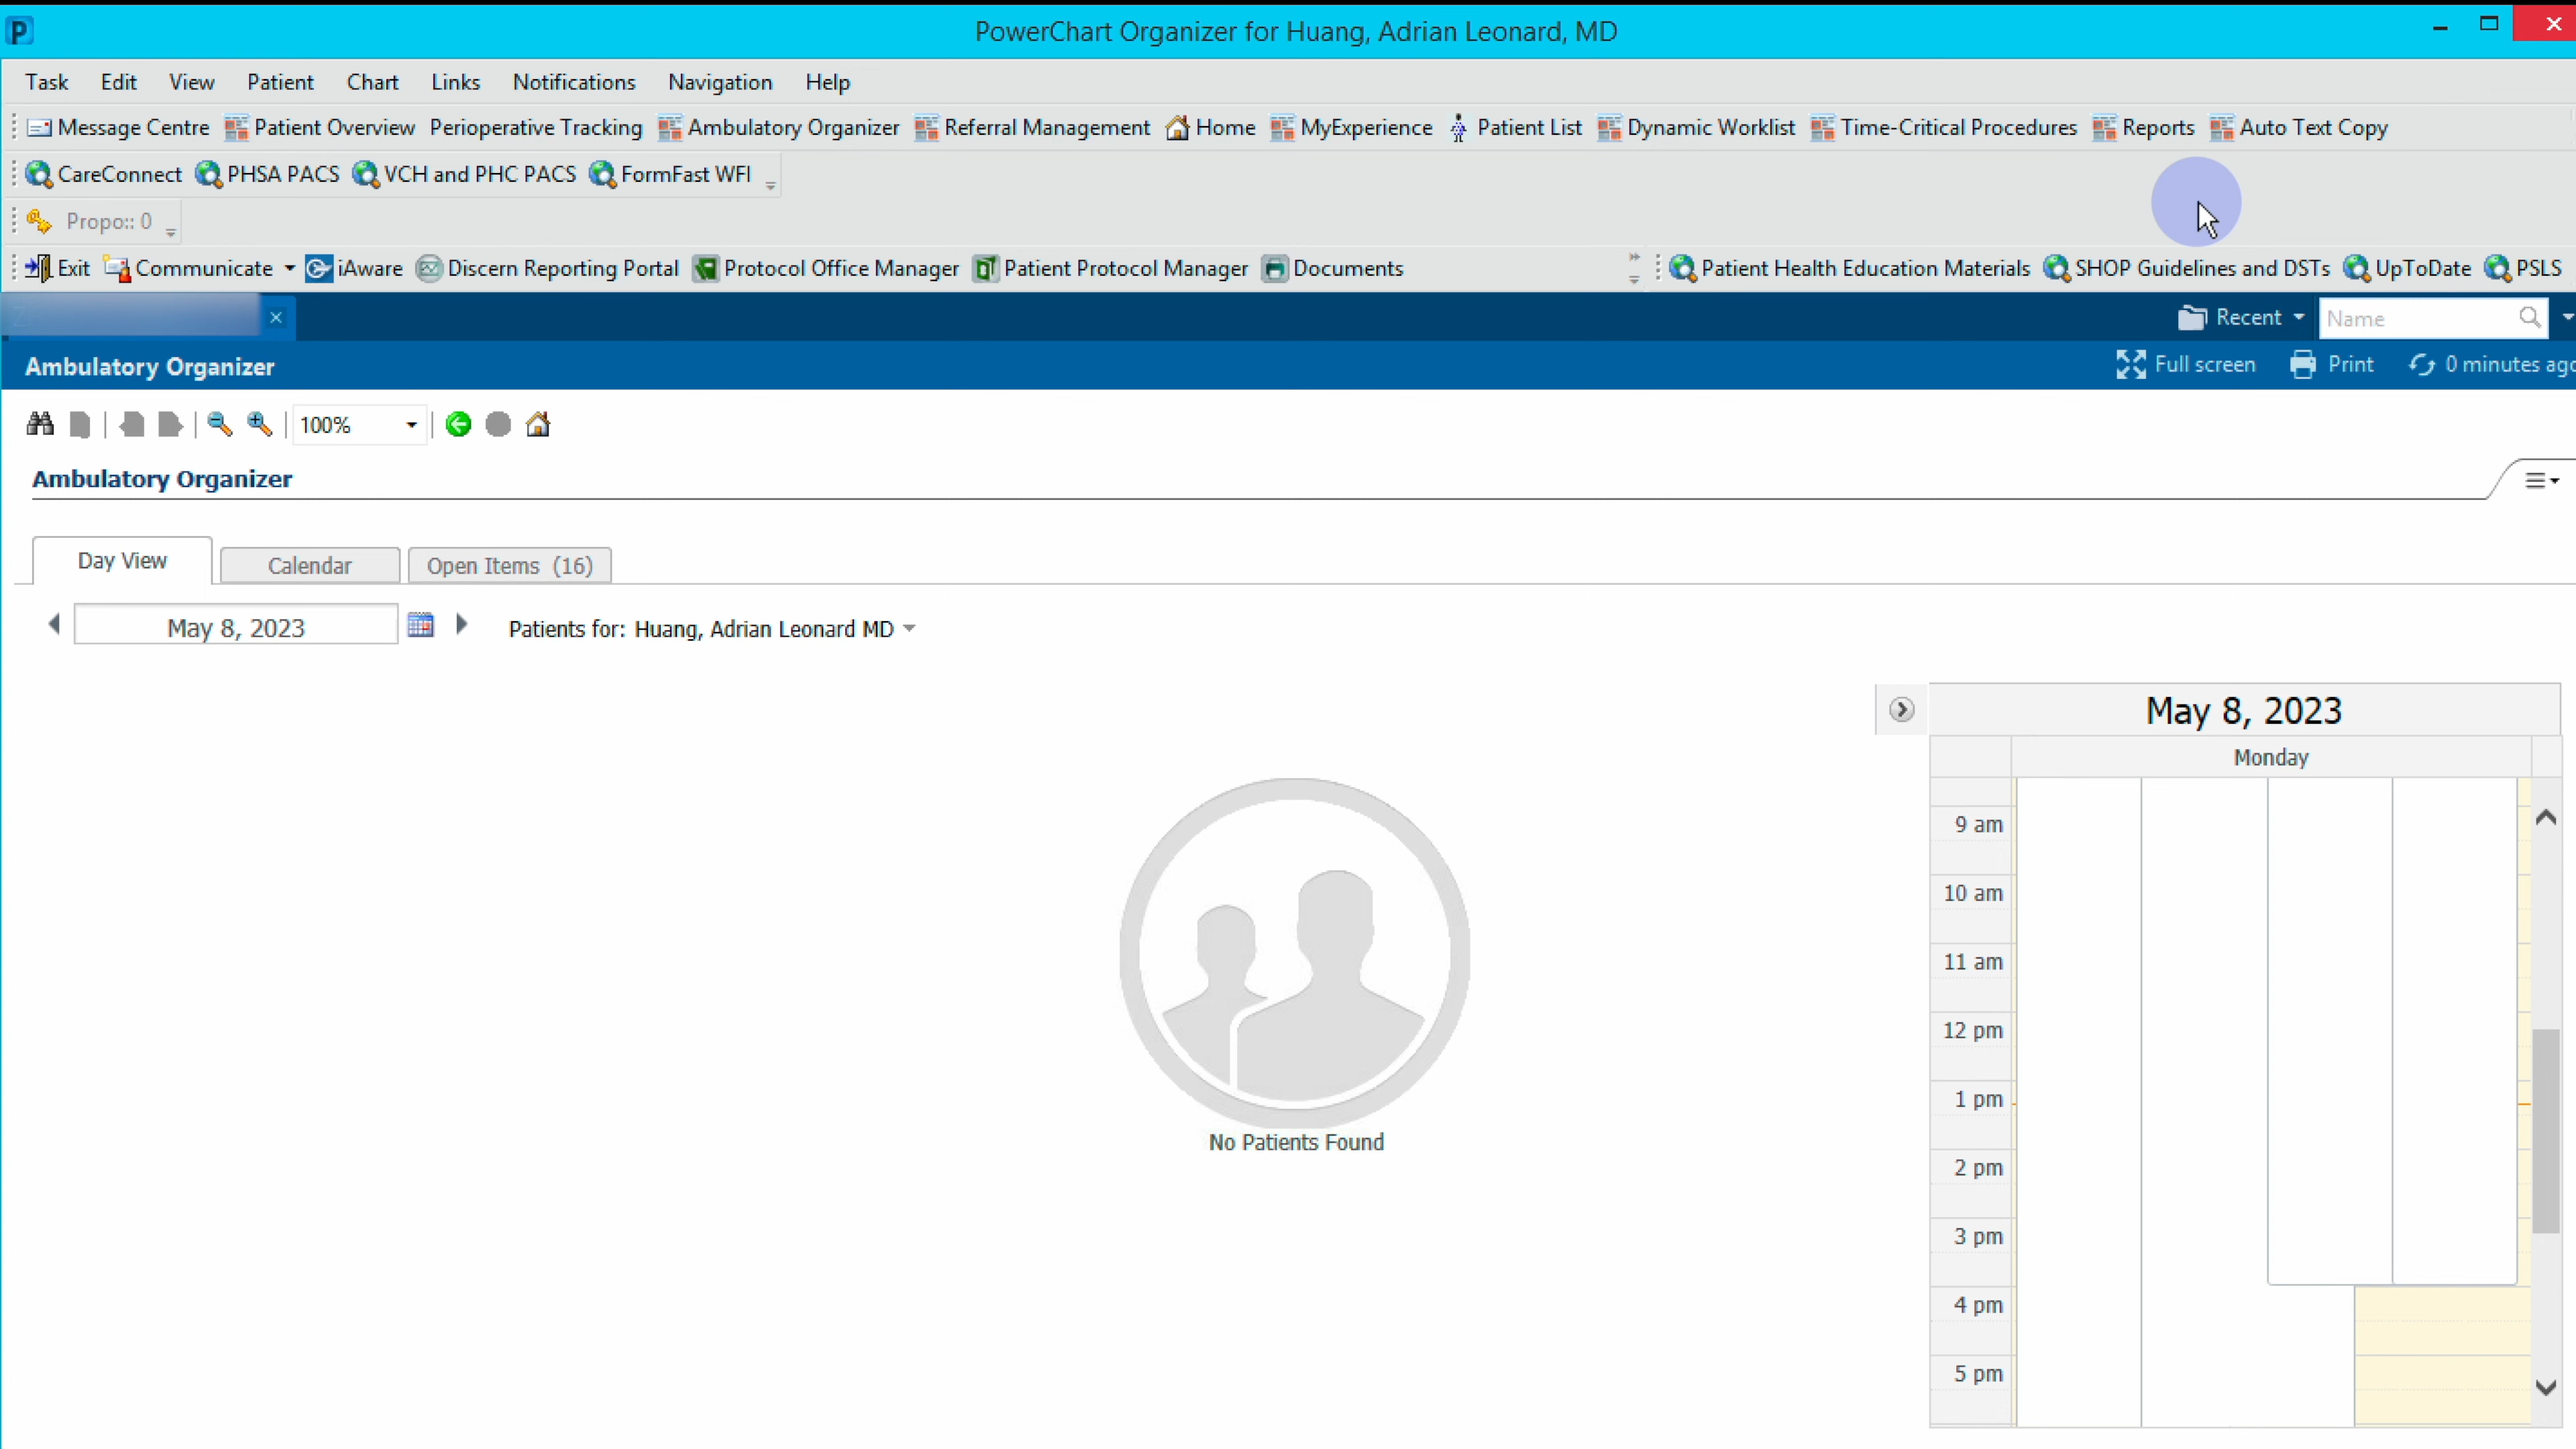 PowerChart Organizer for Huang, Adrian Leonard, MD
Task Edit View Patient Chart Links Notifications Navigation Help
Message Centre Patient Overview Perioperative Tracking Ambulatory Organizer Referral Management Home MyExperience Patient List Dynamic Worklist Time-Critical Procedures Reports Auto Text Copy
CareConnect PHSA PACS VCH and PHC PACS FormFast WFI
Propo:: 0
Exit Communicate iAware Discern Reporting Portal Protocol Office Manager Patient Protocol Manager Documents Patient Health Education Materials SHOP Guidelines and DSTs UpToDate PSLS
Recent Name
Ambulatory Organizer Full screen Print 0 minutes ago
100%
Ambulatory Organizer
Day View Calendar Open Items (16)
May 8, 2023 Patients for: Huang, Adrian Leonard MD
May 8, 2023
Monday
9 am
10 am
11 am
12 pm
1 pm
No Patients Found
2 pm
3 pm
4 pm
5 pm